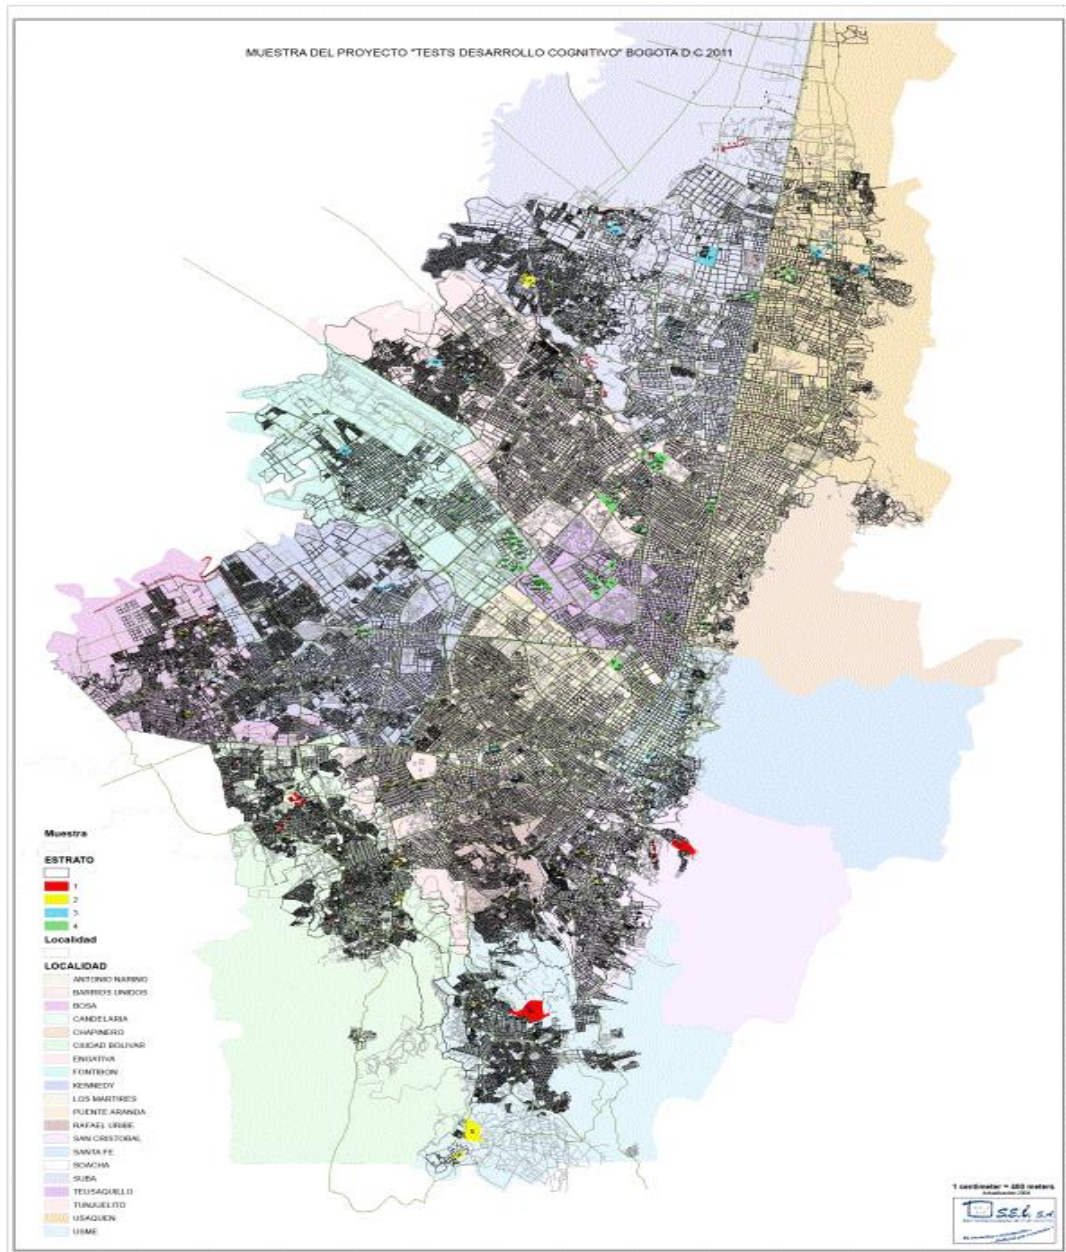 MUESTRA DEL PROYECTO "TESTS DESARROLLO COGNITIVO" BOGOTA D.C.2011
Muestra
ESTRATO
1
2
3
4
Localidad
LOCALIDAD
ANTONIO NARINO
BARRIOS UNIDOS
BOSA
CANDELARIA
CHAPINERO
CIUDAD BOLIVAR
ENGATIVA
FONTIBON
KENNEDY
LOS MARTIRES
PUENTE ARANDA
RAFAEL URIBE
SAN CRISTOBAL
SANTA FE
SOACHA
SUBA
TEUSAQUILLO
TUNJUELITO
USAQUEN
USME
1 centimeter = 400 meters
S.E.I. S.A